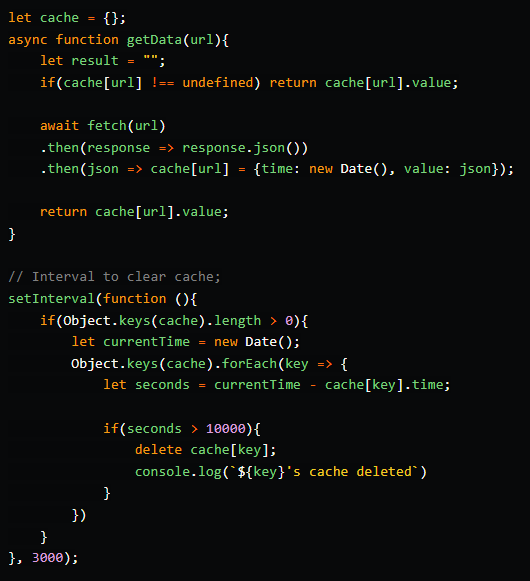 let cache = {};
async function getData(url){
    let result = "";
    if(cache[url] !== undefined) return cache[url].value;

    await fetch(url)
    .then(response => response.json())
    .then(json => cache[url] = {time: new Date(), value: json});

    return cache[url].value;
}

// Interval to clear cache;
setInterval(function (){
    if(Object.keys(cache).length > 0){
        let currentTime = new Date();
        Object.keys(cache).forEach(key => {
            let seconds = currentTime - cache[key].time;

            if(seconds > 10000){
                delete cache[key];
                console.log(`${key}'s cache deleted`)
            }
        })
    }
}, 3000);